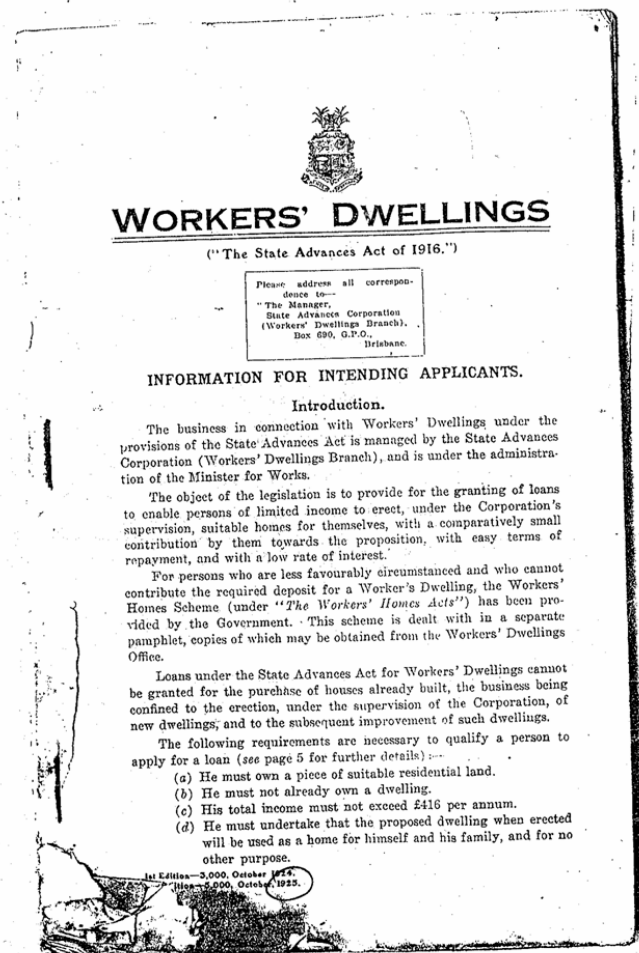 WORKERS' DWELLINGS
("The State Advances Act of 1916.")
Please address all correspon-
dence to—
"The Manager,
State Advances Corporation
(Workers' Dwellings Branch),
Box 690, G.P.O.,
Brisbane.
INFORMATION FOR INTENDING APPLICANTS.
Introduction.
The business in connection with Workers' Dwellings under the
provisions of the State Advances Act is managed by the State Advances
Corporation (Workers' Dwellings Branch), and is under the administra-
tion of the Minister for Works.
The object of the legislation is to provide for the granting of loans
to enable persons of limited income to erect, under the Corporation's
supervision, suitable homes for themselves, with a comparatively small
contribution by them towards the proposition, with easy terms of
repayment, and with a low rate of interest.
For persons who are less favourably circumstanced and who cannot
contribute the required deposit for a Worker's Dwelling, the Workers'
Homes Scheme (under "The Workers' Homes Acts") has been pro-
vided by the Government. This scheme is dealt with in a separate
pamphlet, copies of which may be obtained from the Workers' Dwellings
Office.
Loans under the State Advances Act for Workers' Dwellings cannot
be granted for the purchase of houses already built, the business being
confined to the erection, under the supervision of the Corporation, of
new dwellings, and to the subsequent improvement of such dwellings.
The following requirements are necessary to qualify a person to
apply for a loan (see page 5 for further details):—
(a) He must own a piece of suitable residential land.
(b) He must not already own a dwelling.
(c) His total income must not exceed £416 per annum.
(d) He must undertake that the proposed dwelling when erected
will be used as a home for himself and his family, and for no
other purpose.
1st Edition—3,000, October 1924.
5,000, October, 1925.